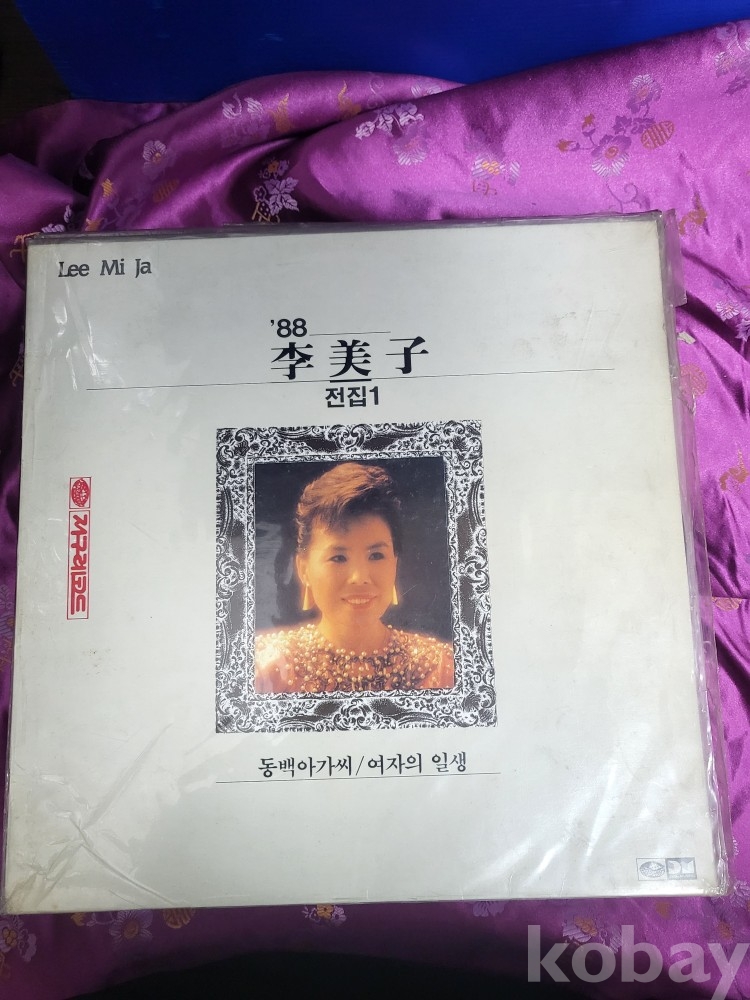 Lee Mi Ja
'88
李美子
전집1
지구레코드
동백아가씨/여자의 일생
kobay